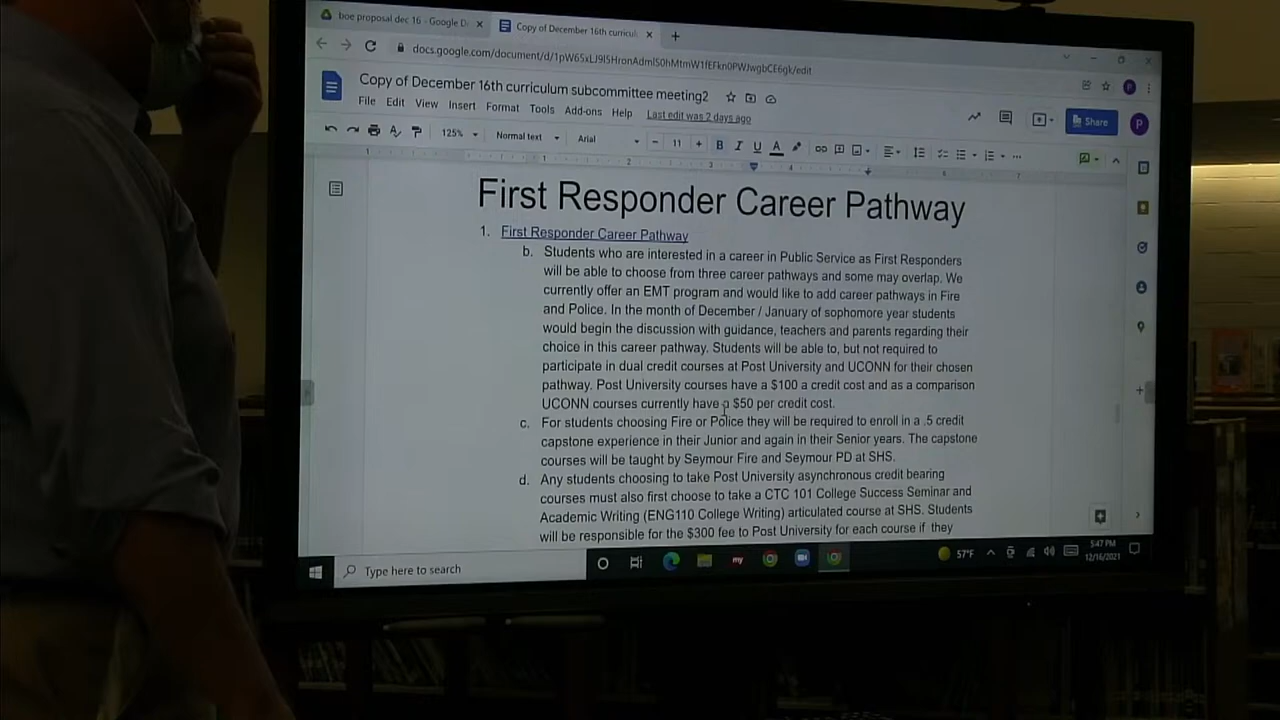 boe proposal dec 16 - Google D
Copy of December 16th curricul
docs.google.com/document/d/
Copy of December 16th curriculum subcommittee meeting2
File Edit View Insert Format Tools Add-ons Help Last edit was 2 days ago
Share
P
125% Normal text Arial 11 B I U A
First Responder Career Pathway
1. First Responder Career Pathway
b. Students who are interested in a career in Public Service as First Responders
will be able to choose from three career pathways and some may overlap. We
currently offer an EMT program and would like to add career pathways in Fire
and Police. In the month of December / January of sophomore year students
would begin the discussion with guidance, teachers and parents regarding their
choice in this career pathway. Students will be able to, but not required to
participate in dual credit courses at Post University and UCONN for their chosen
pathway. Post University courses have a $100 a credit cost and as a comparison
UCONN courses currently have a $50 per credit cost.
c. For students choosing Fire or Police they will be required to enroll in a .5 credit
capstone experience in their Junior and again in their Senior years. The capstone
courses will be taught by Seymour Fire and Seymour PD at SHS.
d. Any students choosing to take Post University asynchronous credit bearing
courses must also first choose to take a CTC 101 College Success Seminar and
Academic Writing (ENG110 College Writing) articulated course at SHS. Students
will be responsible for the $300 fee to Post University for each course if they
Type here to search
my
57°F
5:47 PM
12/16/2021